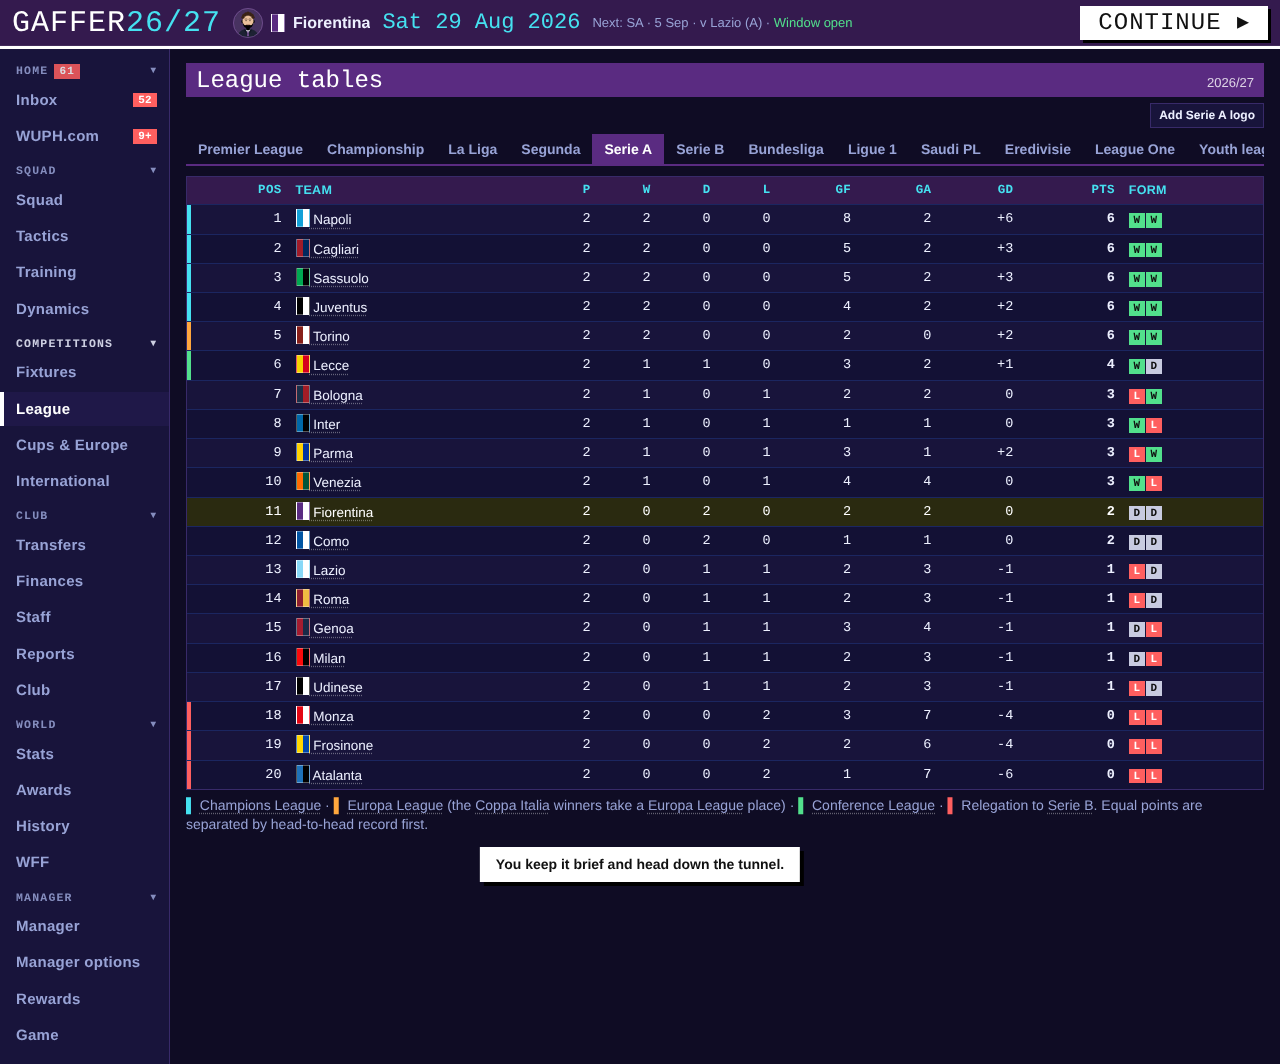 GAFFER26/27 Fiorentina Sat 29 Aug 2026 Next: SA · 5 Sep · v Lazio (A) · Window open CONTINUE ►
HOME 61 ▼
Inbox 52
WUPH.com 9+
SQUAD ▼
Squad
Tactics
Training
Dynamics
COMPETITIONS ▼
Fixtures
League
Cups & Europe
International
CLUB ▼
Transfers
Finances
Staff
Reports
Club
WORLD ▼
Stats
Awards
History
WFF
MANAGER ▼
Manager
Manager options
Rewards
Game
League tables 2026/27
Add Serie A logo
Premier League Championship La Liga Segunda Serie A Serie B Bundesliga Ligue 1 Saudi PL Eredivisie League One Youth leag
POS TEAM P W D L GF GA GD PTS FORM
1 Napoli 2 2 0 0 8 2 +6 6 W W
2 Cagliari 2 2 0 0 5 2 +3 6 W W
3 Sassuolo 2 2 0 0 5 2 +3 6 W W
4 Juventus 2 2 0 0 4 2 +2 6 W W
5 Torino 2 2 0 0 2 0 +2 6 W W
6 Lecce 2 1 1 0 3 2 +1 4 W D
7 Bologna 2 1 0 1 2 2 0 3 L W
8 Inter 2 1 0 1 1 1 0 3 W L
9 Parma 2 1 0 1 3 1 +2 3 L W
10 Venezia 2 1 0 1 4 4 0 3 W L
11 Fiorentina 2 0 2 0 2 2 0 2 D D
12 Como 2 0 2 0 1 1 0 2 D D
13 Lazio 2 0 1 1 2 3 -1 1 L D
14 Roma 2 0 1 1 2 3 -1 1 L D
15 Genoa 2 0 1 1 3 4 -1 1 D L
16 Milan 2 0 1 1 2 3 -1 1 D L
17 Udinese 2 0 1 1 2 3 -1 1 L D
18 Monza 2 0 0 2 3 7 -4 0 L L
19 Frosinone 2 0 0 2 2 6 -4 0 L L
20 Atalanta 2 0 0 2 1 7 -6 0 L L
Champions League · Europa League (the Coppa Italia winners take a Europa League place) · Conference League · Relegation to Serie B. Equal points are
separated by head-to-head record first.
You keep it brief and head down the tunnel.